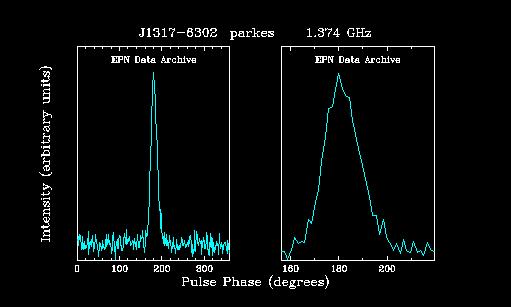 J1317-6302 parkes 1.374 GHz
EPN Data Archive
EPN Data Archive
Intensity (arbitrary units)
0 100 200 300
160 180 200
Pulse Phase (degrees)